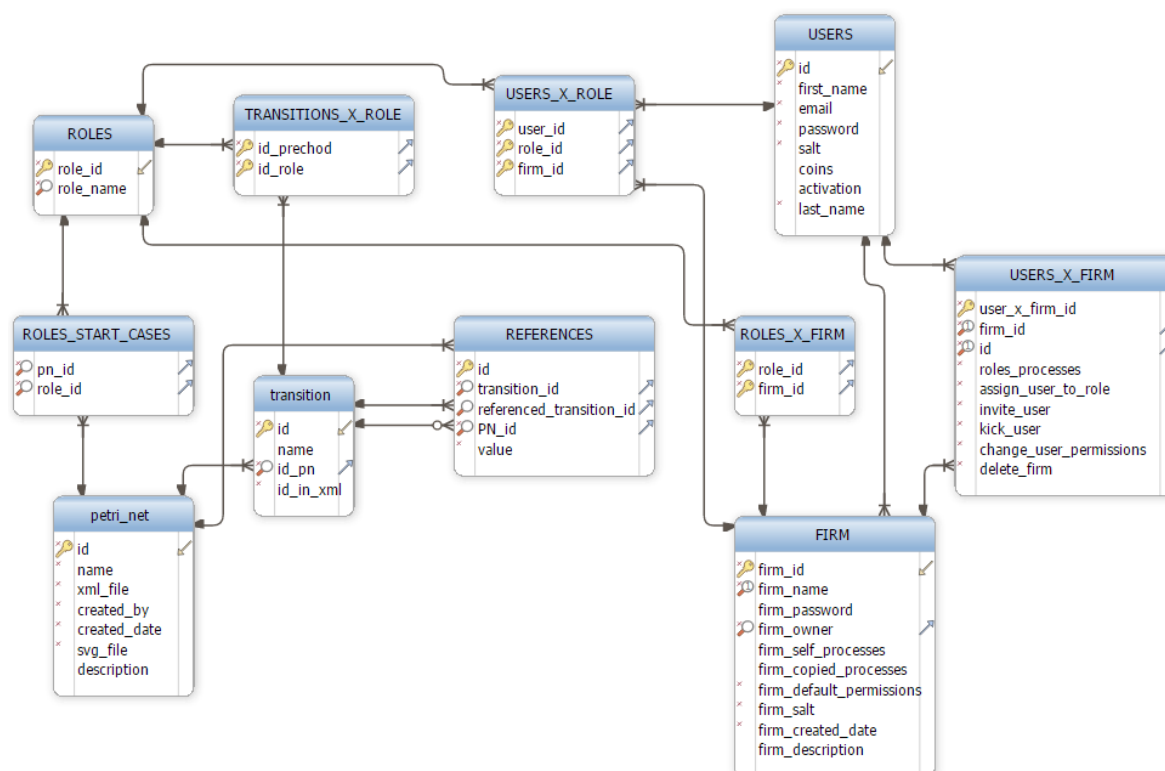 USERS
id
first_name
email
password
salt
coins
activation
last_name
USERS_X_ROLE
user_id
role_id
firm_id
TRANSITIONS_X_ROLE
id_prechod
id_role
ROLES
role_id
role_name
USERS_X_FIRM
user_x_firm_id
firm_id
id
roles_processes
assign_user_to_role
invite_user
kick_user
change_user_permissions
delete_firm
ROLES_START_CASES
pn_id
role_id
REFERENCES
id
transition_id
referenced_transition_id
PN_id
value
ROLES_X_FIRM
role_id
firm_id
transition
id
name
id_pn
id_in_xml
petri_net
id
name
xml_file
created_by
created_date
svg_file
description
FIRM
firm_id
firm_name
firm_password
firm_owner
firm_self_processes
firm_copied_processes
firm_default_permissions
firm_salt
firm_created_date
firm_description